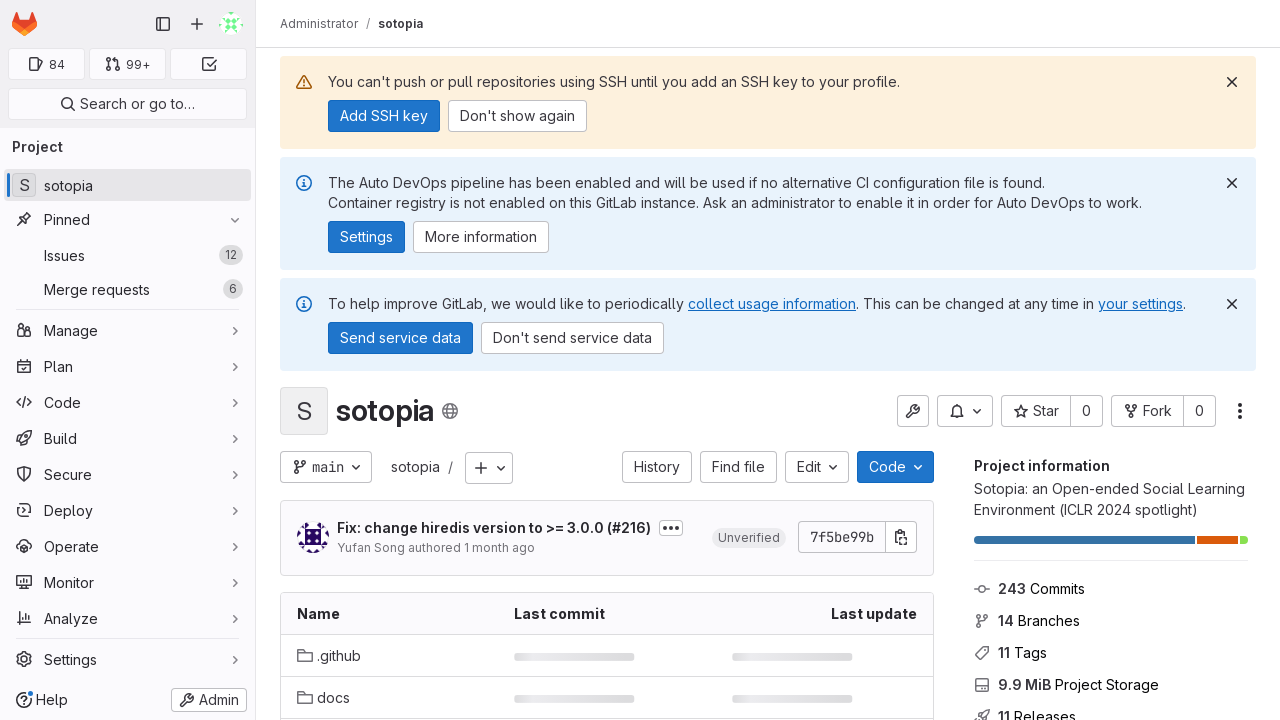 Administrator / sotopia
84
99+
Search or go to…
Project
S sotopia
Pinned
Issues 12
Merge requests 6
Manage
Plan
Code
Build
Secure
Deploy
Operate
Monitor
Analyze
Settings
Help
Admin
You can't push or pull repositories using SSH until you add an SSH key to your profile.
Add SSH key
Don't show again
The Auto DevOps pipeline has been enabled and will be used if no alternative CI configuration file is found.
Container registry is not enabled on this GitLab instance. Ask an administrator to enable it in order for Auto DevOps to work.
Settings
More information
To help improve GitLab, we would like to periodically collect usage information. This can be changed at any time in your settings.
Send service data
Don't send service data
S
sotopia
Star 0
Fork 0
main
sotopia /
History
Find file
Edit
Code
Fix: change hiredis version to >= 3.0.0 (#216)
Yufan Song authored 1 month ago
Unverified
7f5be99b
Name Last commit Last update
.github
docs
Project information
Sotopia: an Open-ended Social Learning
Environment (ICLR 2024 spotlight)
243 Commits
14 Branches
11 Tags
9.9 MiB Project Storage
11 Releases